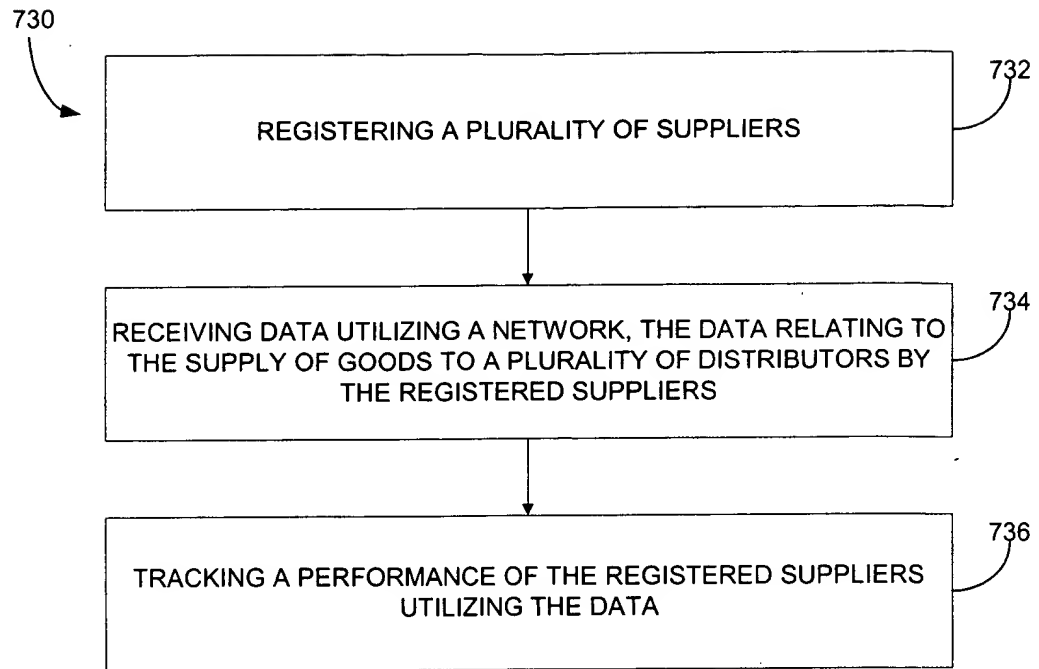 730
732
REGISTERING A PLURALITY OF SUPPLIERS
734
RECEIVING DATA UTILIZING A NETWORK, THE DATA RELATING TO
THE SUPPLY OF GOODS TO A PLURALITY OF DISTRIBUTORS BY
THE REGISTERED SUPPLIERS
736
TRACKING A PERFORMANCE OF THE REGISTERED SUPPLIERS
UTILIZING THE DATA